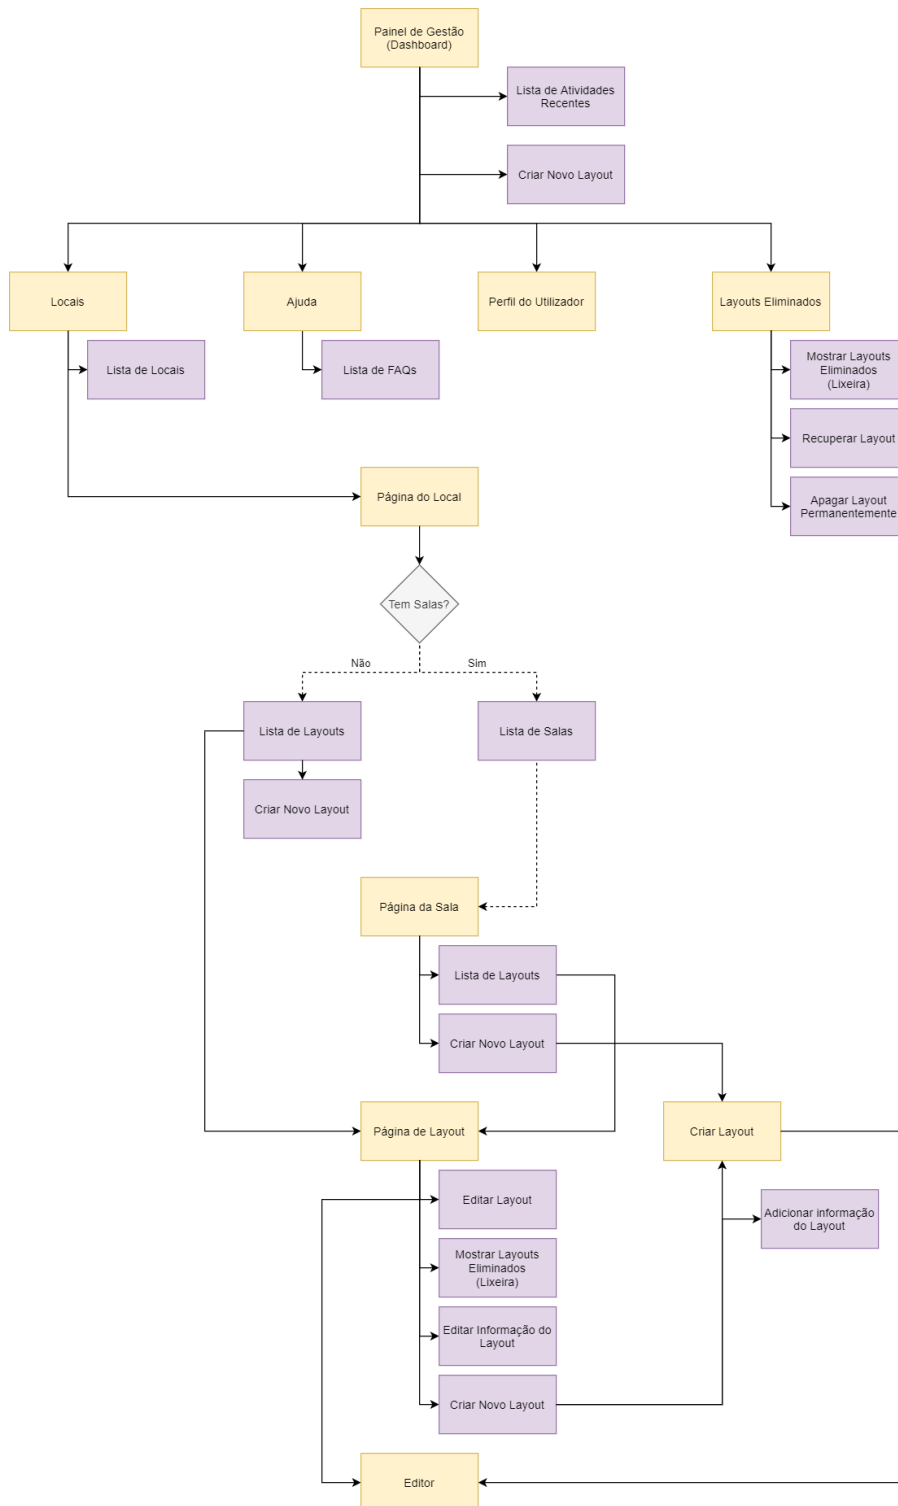 Painel de Gestão
(Dashboard)
Lista de Atividades
Recentes
Criar Novo Layout
Locais
Ajuda
Perfil do Utilizador
Layouts Eliminados
Lista de Locais
Lista de FAQs
Mostrar Layouts
Eliminados
(Lixeira)
Recuperar Layout
Apagar Layout
Permanentemente
Página do Local
Tem Salas?
Não
Sim
Lista de Layouts
Lista de Salas
Criar Novo Layout
Página da Sala
Lista de Layouts
Criar Novo Layout
Página de Layout
Criar Layout
Editar Layout
Adicionar informação
do Layout
Mostrar Layouts
Eliminados
(Lixeira)
Editar Informação do
Layout
Criar Novo Layout
Editor